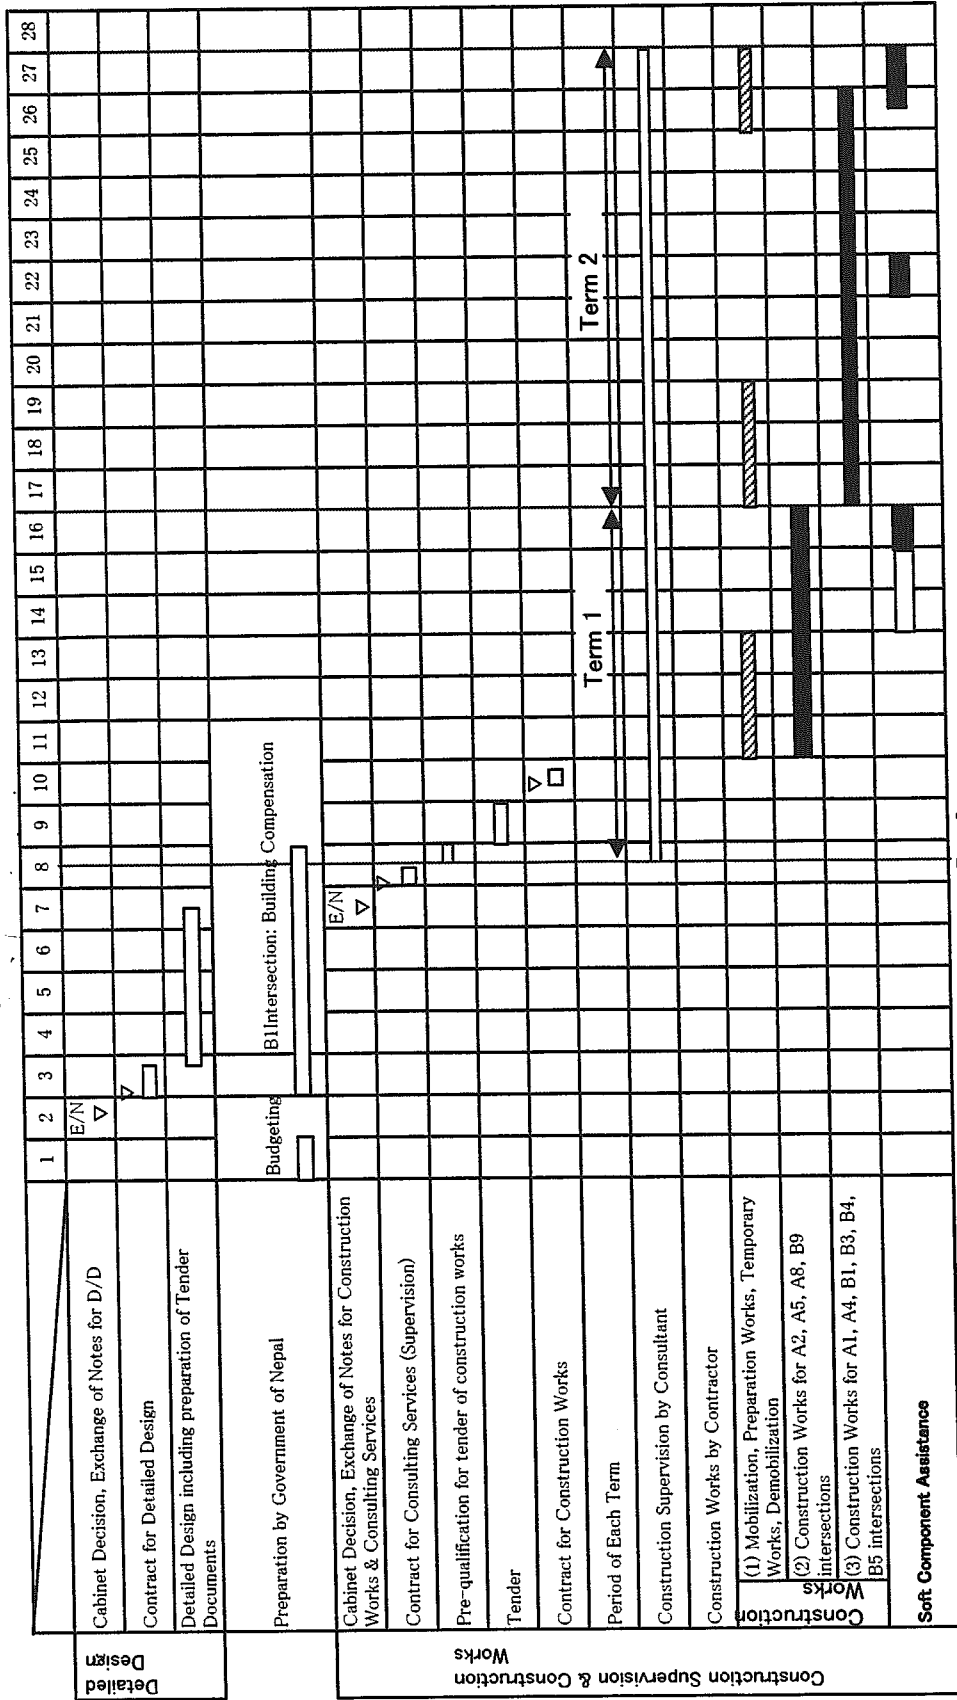 1 2 3 4 5 6 7 8 9 10 11 12 13 14 15 16 17 18 19 20 21 22 23 24 25 26 27 28
Detailed
Design
Cabinet Decision, Exchange of Notes for D/D
E/N
Contract for Detailed Design
Detailed Design including preparation of Tender
Documents
Preparation by Government of Nepal
Budgeting
B1Intersection: Building Compensation
Construction Supervision & Construction
Works
Cabinet Decision, Exchange of Notes for Construction
Works & Consulting Services
E/N
Contract for Consulting Services (Supervision)
Pre-qualification for tender of construction works
Tender
Contract for Construction Works
Period of Each Term
Term 1
Term 2
Construction Supervision by Consultant
Construction Works by Contractor
Construction
Works
(1) Mobilization, Preparation Works, Temporary
Works, Demobilization
(2) Construction Works for A2, A5, A8, B9
intersections
(3) Construction Works for A1, A4, B1, B3, B4,
B5 intersections
Soft Component Assistance